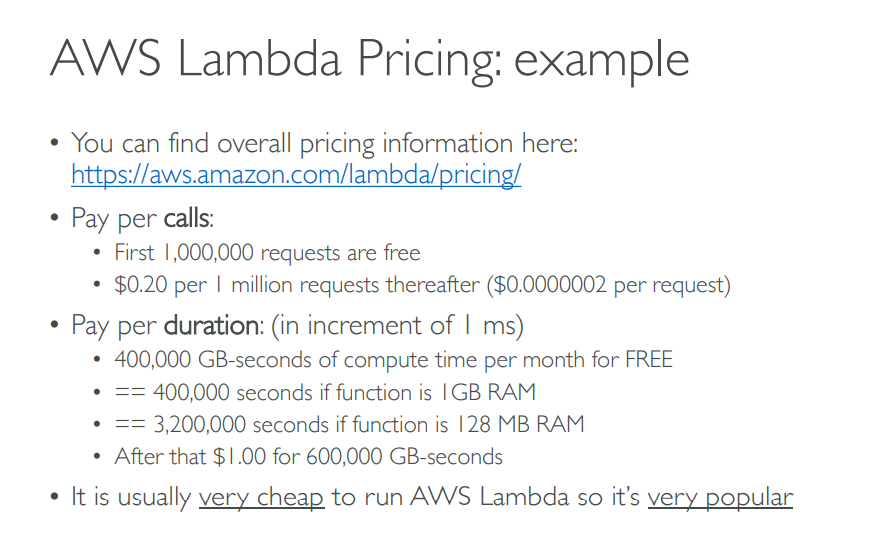 AWS Lambda Pricing: example
• You can find overall pricing information here:
https://aws.amazon.com/lambda/pricing/
• Pay per calls:
• First 1,000,000 requests are free
• $0.20 per 1 million requests thereafter ($0.0000002 per request)
• Pay per duration: (in increment of 1 ms)
• 400,000 GB-seconds of compute time per month for FREE
• == 400,000 seconds if function is 1GB RAM
• == 3,200,000 seconds if function is 128 MB RAM
• After that $1.00 for 600,000 GB-seconds
• It is usually very cheap to run AWS Lambda so it’s very popular